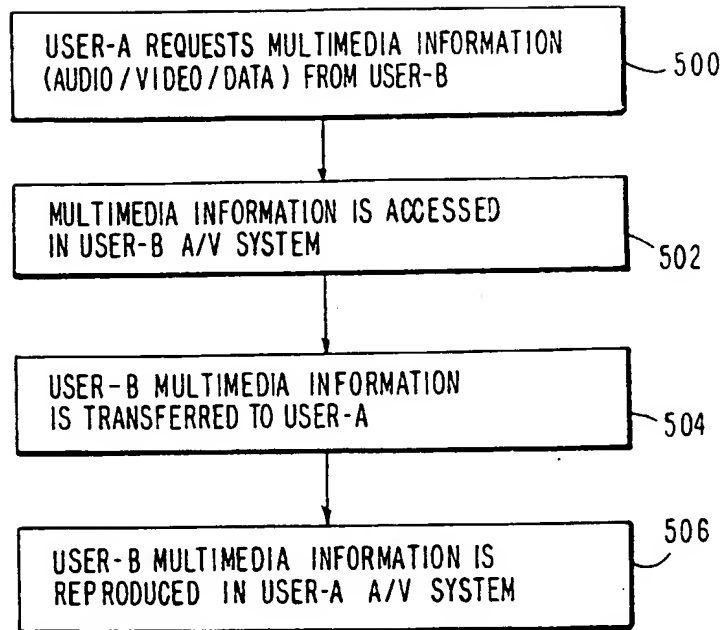 USER-A REQUESTS MULTIMEDIA INFORMATION
(AUDIO/VIDEO/DATA) FROM USER-B
500
MULTIMEDIA INFORMATION IS ACCESSED
IN USER-B A/V SYSTEM
502
USER-B MULTIMEDIA INFORMATION
IS TRANSFERRED TO USER-A
504
USER-B MULTIMEDIA INFORMATION IS
REPRODUCED IN USER-A A/V SYSTEM
506